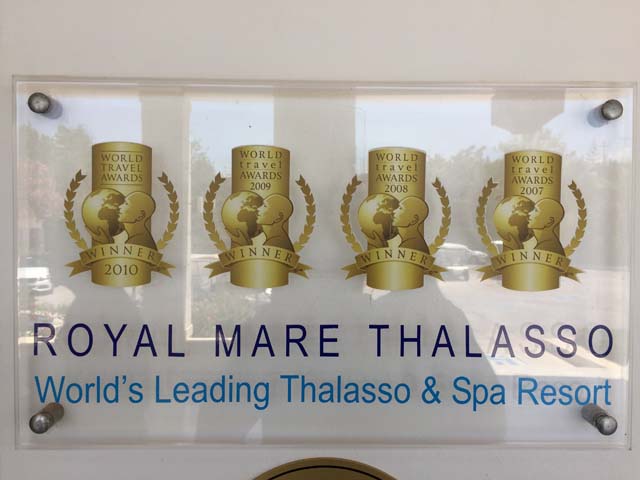 WORLD
TRAVEL
AWARDS
WINNER
2010
WORLD
travel
AWARDS
2009
WINNER
WORLD
travel
AWARDS
2008
WINNER
WORLD
travel
AWARDS
2007
WINNER
ROYAL MARE THALASSO
World's Leading Thalasso & Spa Resort